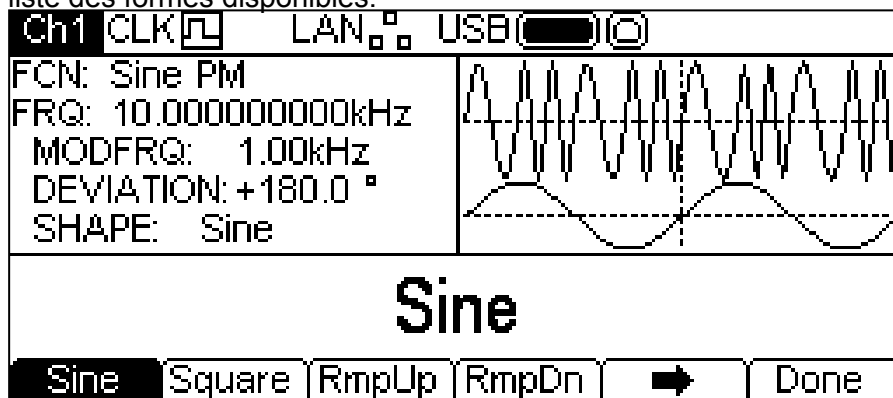 liste des formes disponibles.
Ch1 CLK LAN USB
FCN: Sine PM
FRQ: 10.000000000kHz
MODFRQ: 1.00kHz
DEVIATION: +180.0 °
SHAPE: Sine
Sine
Sine Square RmpUp RmpDn Done